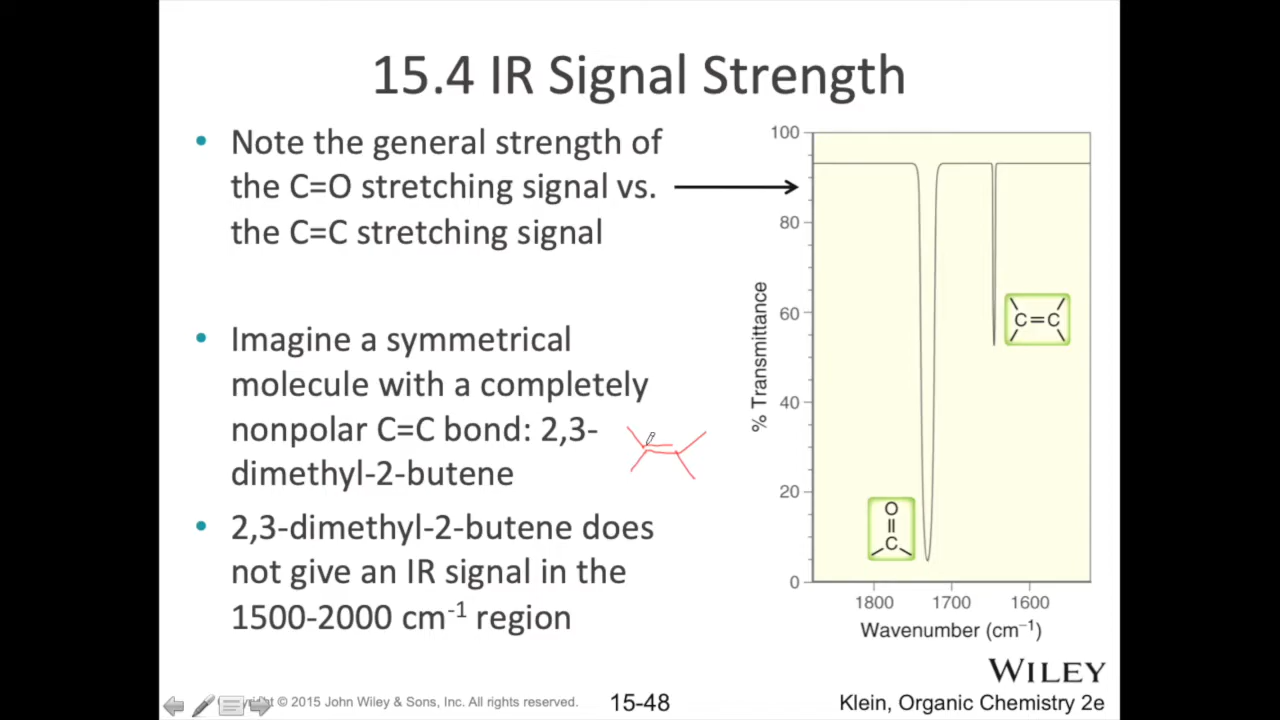 15.4 IR Signal Strength
• Note the general strength of
the C=O stretching signal vs.
the C=C stretching signal
• Imagine a symmetrical
molecule with a completely
nonpolar C=C bond: 2,3-
dimethyl-2-butene
• 2,3-dimethyl-2-butene does
not give an IR signal in the
1500-2000 cm⁻¹ region
100
80
60
40
20
0
% Transmittance
C=C
O
C
1800 1700 1600
Wavenumber (cm⁻¹)
WILEY
© 2015 John Wiley & Sons, Inc. All rights reserved.
15-48
Klein, Organic Chemistry 2e